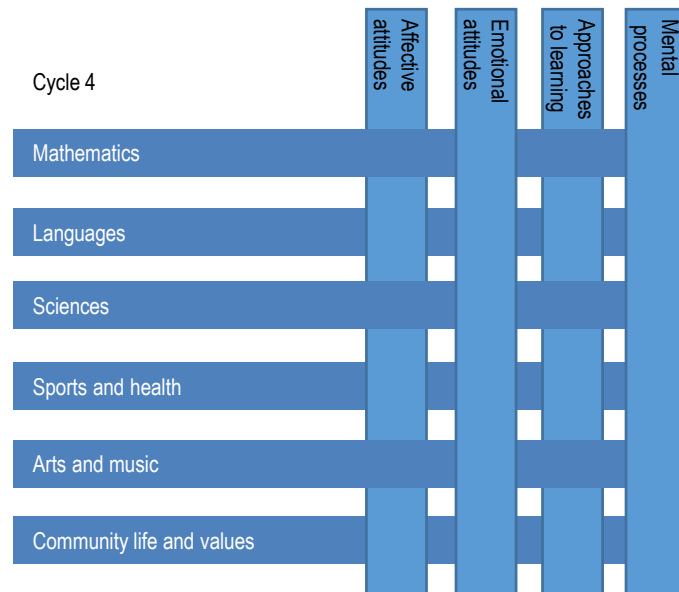 Affective
attitudes
Emotional
attitudes
Approaches
to learning
Mental
processes
Cycle 4
Mathematics
Languages
Sciences
Sports and health
Arts and music
Community life and values